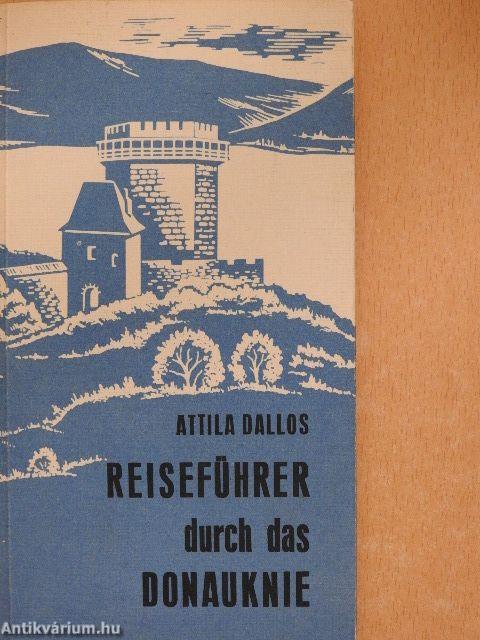 ATTILA DALLOS
REISEFÜHRER
durch das
DONAUKNIE
Antikvárium.hu